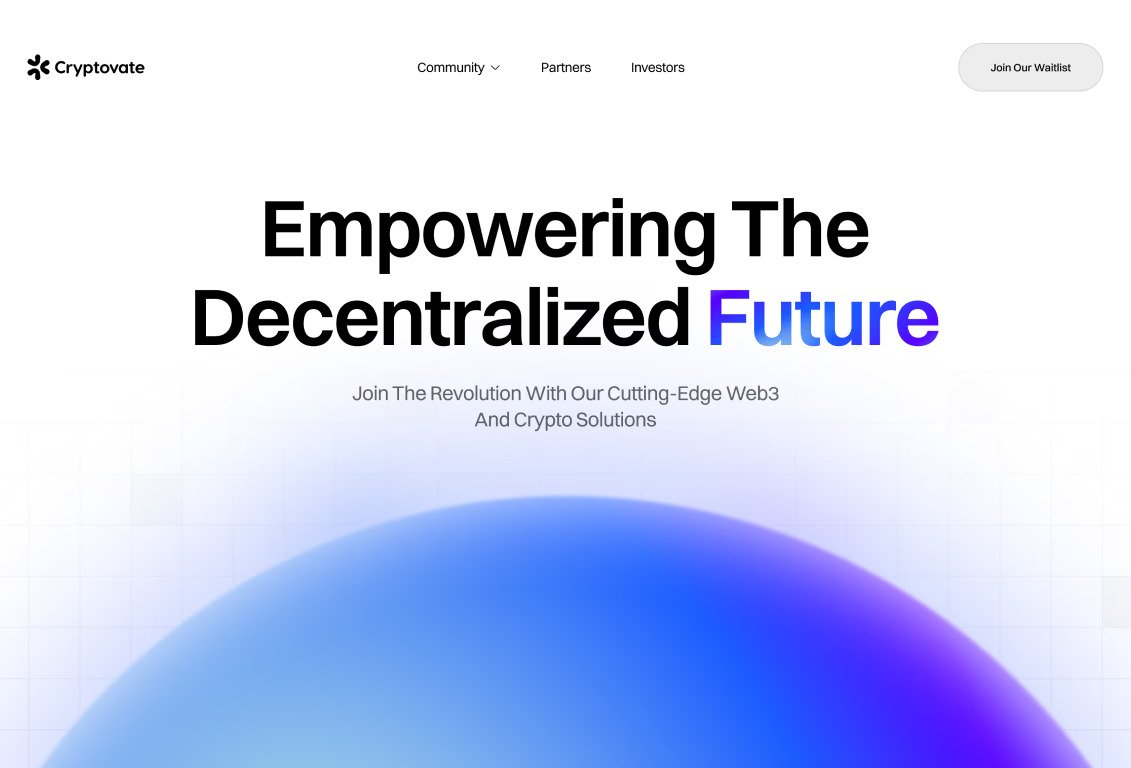 Cryptovate
Community
Partners
Investors
Join Our Waitlist
Empowering The
Decentralized Future
Join The Revolution With Our Cutting-Edge Web3
And Crypto Solutions